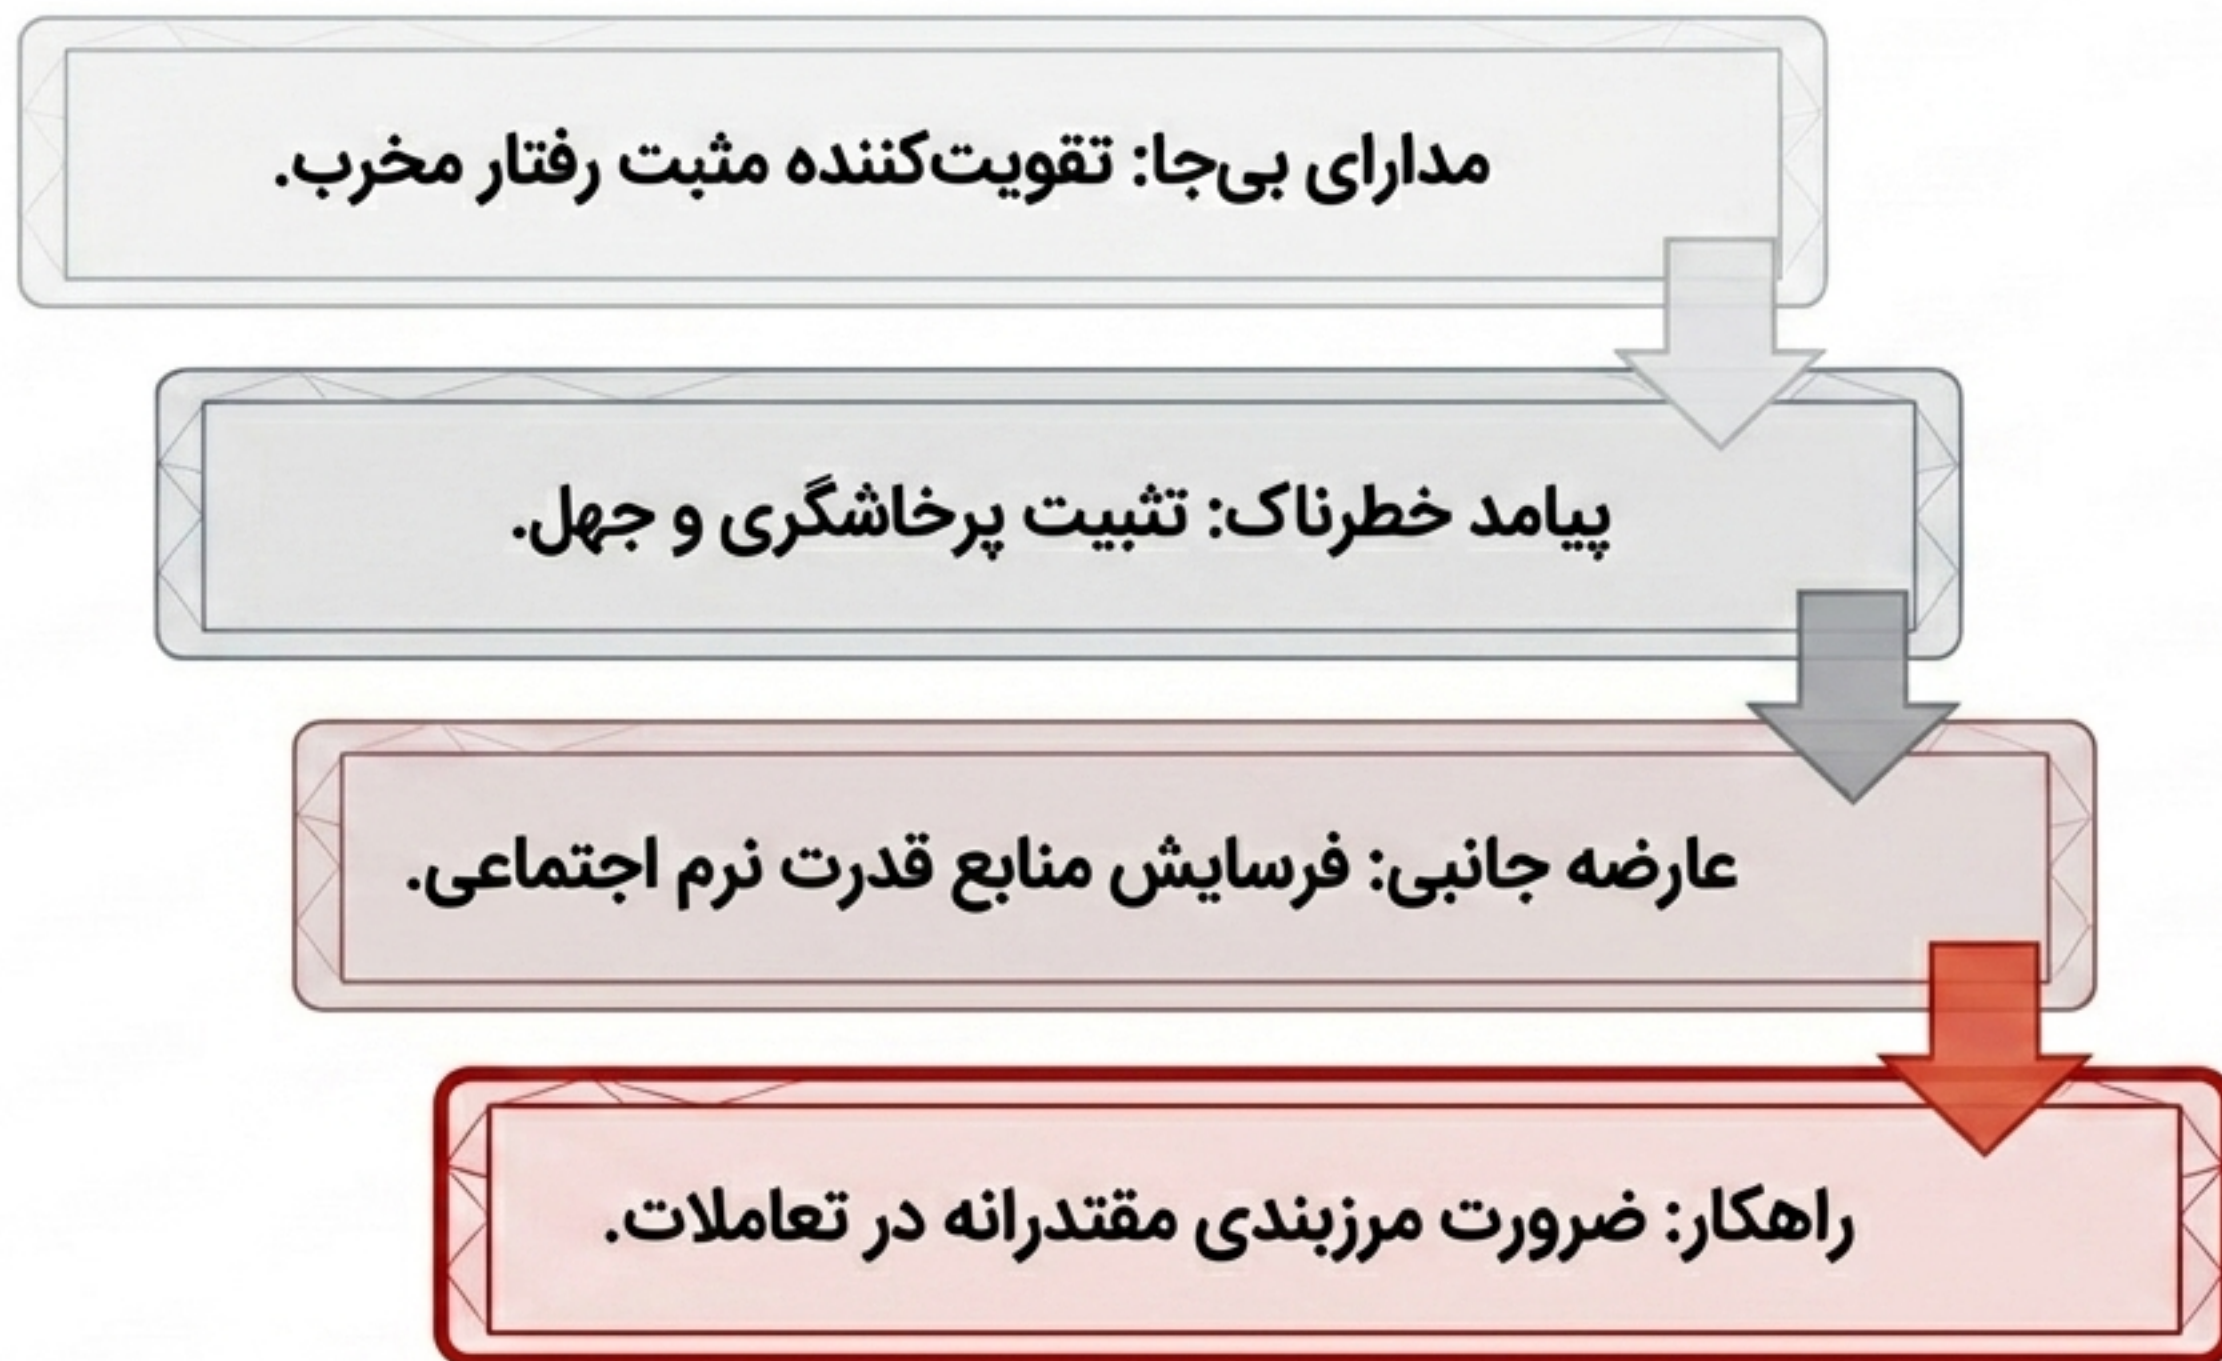 مدارای بی‌جا: تقویت‌کننده مثبت رفتار مخرب.
پیامد خطرناک: تثبیت پرخاشگری و جهل.
عارضه جانبی: فرسایش منابع قدرت نرم اجتماعی.
راهکار: ضرورت مرزبندی مقتدرانه در تعاملات.